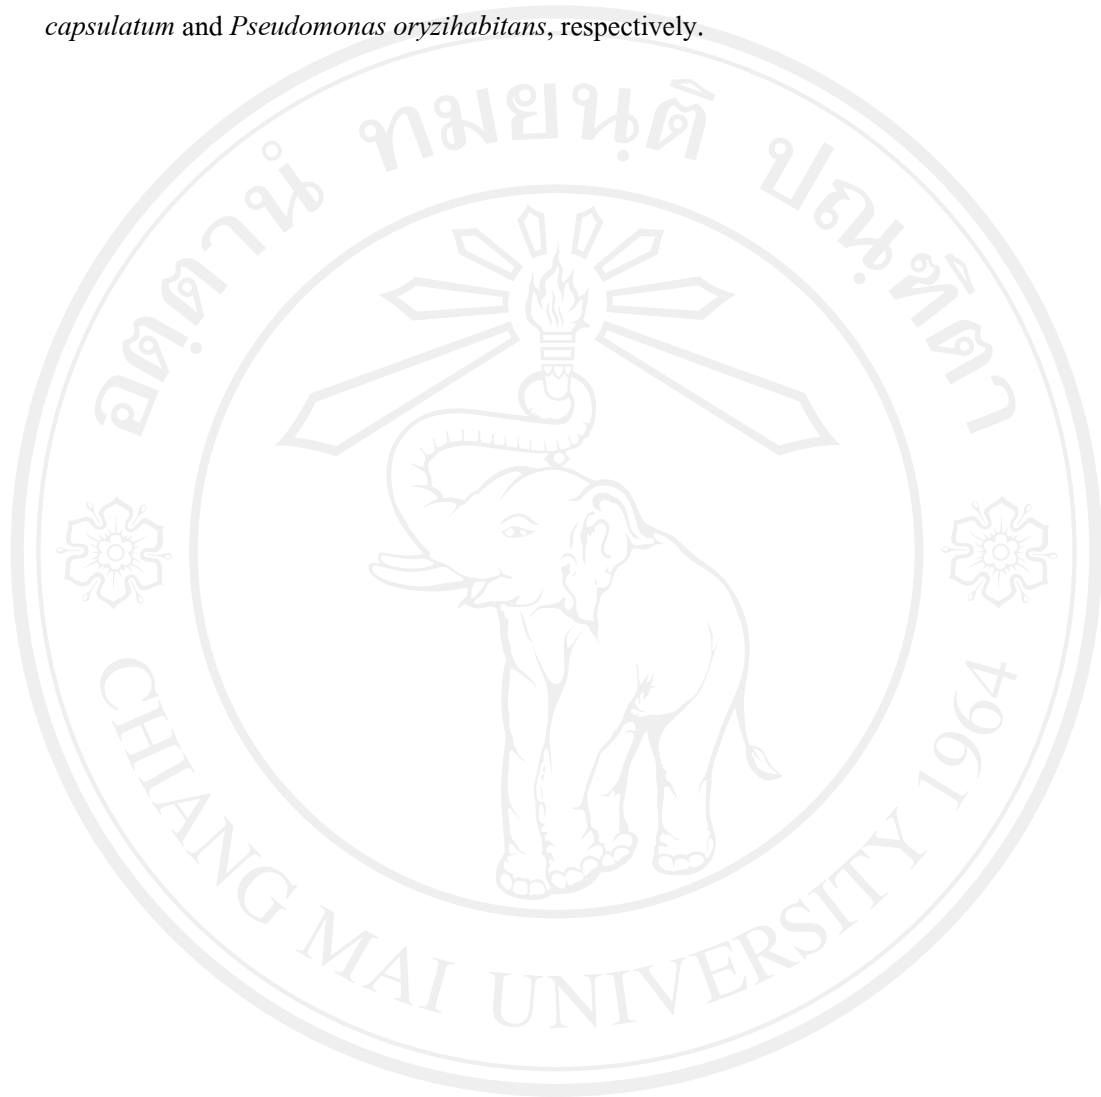 capsulatum and Pseudomonas oryzihabitans, respectively.
อตฺตานํ ทมยนฺติ ปณฺฑิตา
CHIANG MAI UNIVERSITY 1964